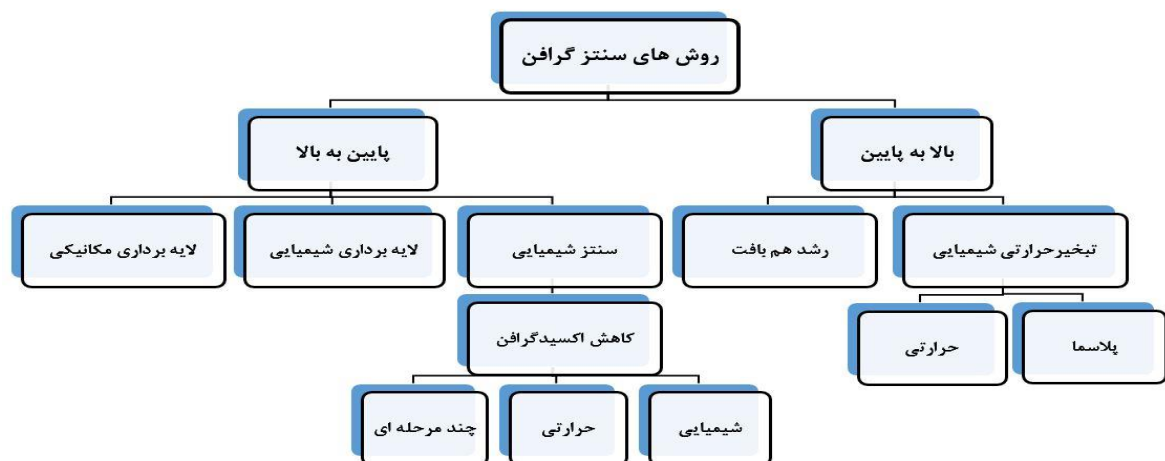 روش های سنتز گرافن
بالا به پایین
پایین به بالا
تبخیرحرارتی شیمیایی
رشد هم بافت
سنتز شیمیایی
لایه برداری شیمیایی
لایه برداری مکانیکی
پلاسما
حرارتی
کاهش اکسیدگرافن
شیمیایی
حرارتی
چند مرحله ای